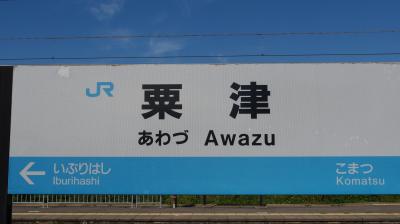 JR
粟津
あわづ Awazu
← いぶりはし こまつ
Iburihashi Komatsu